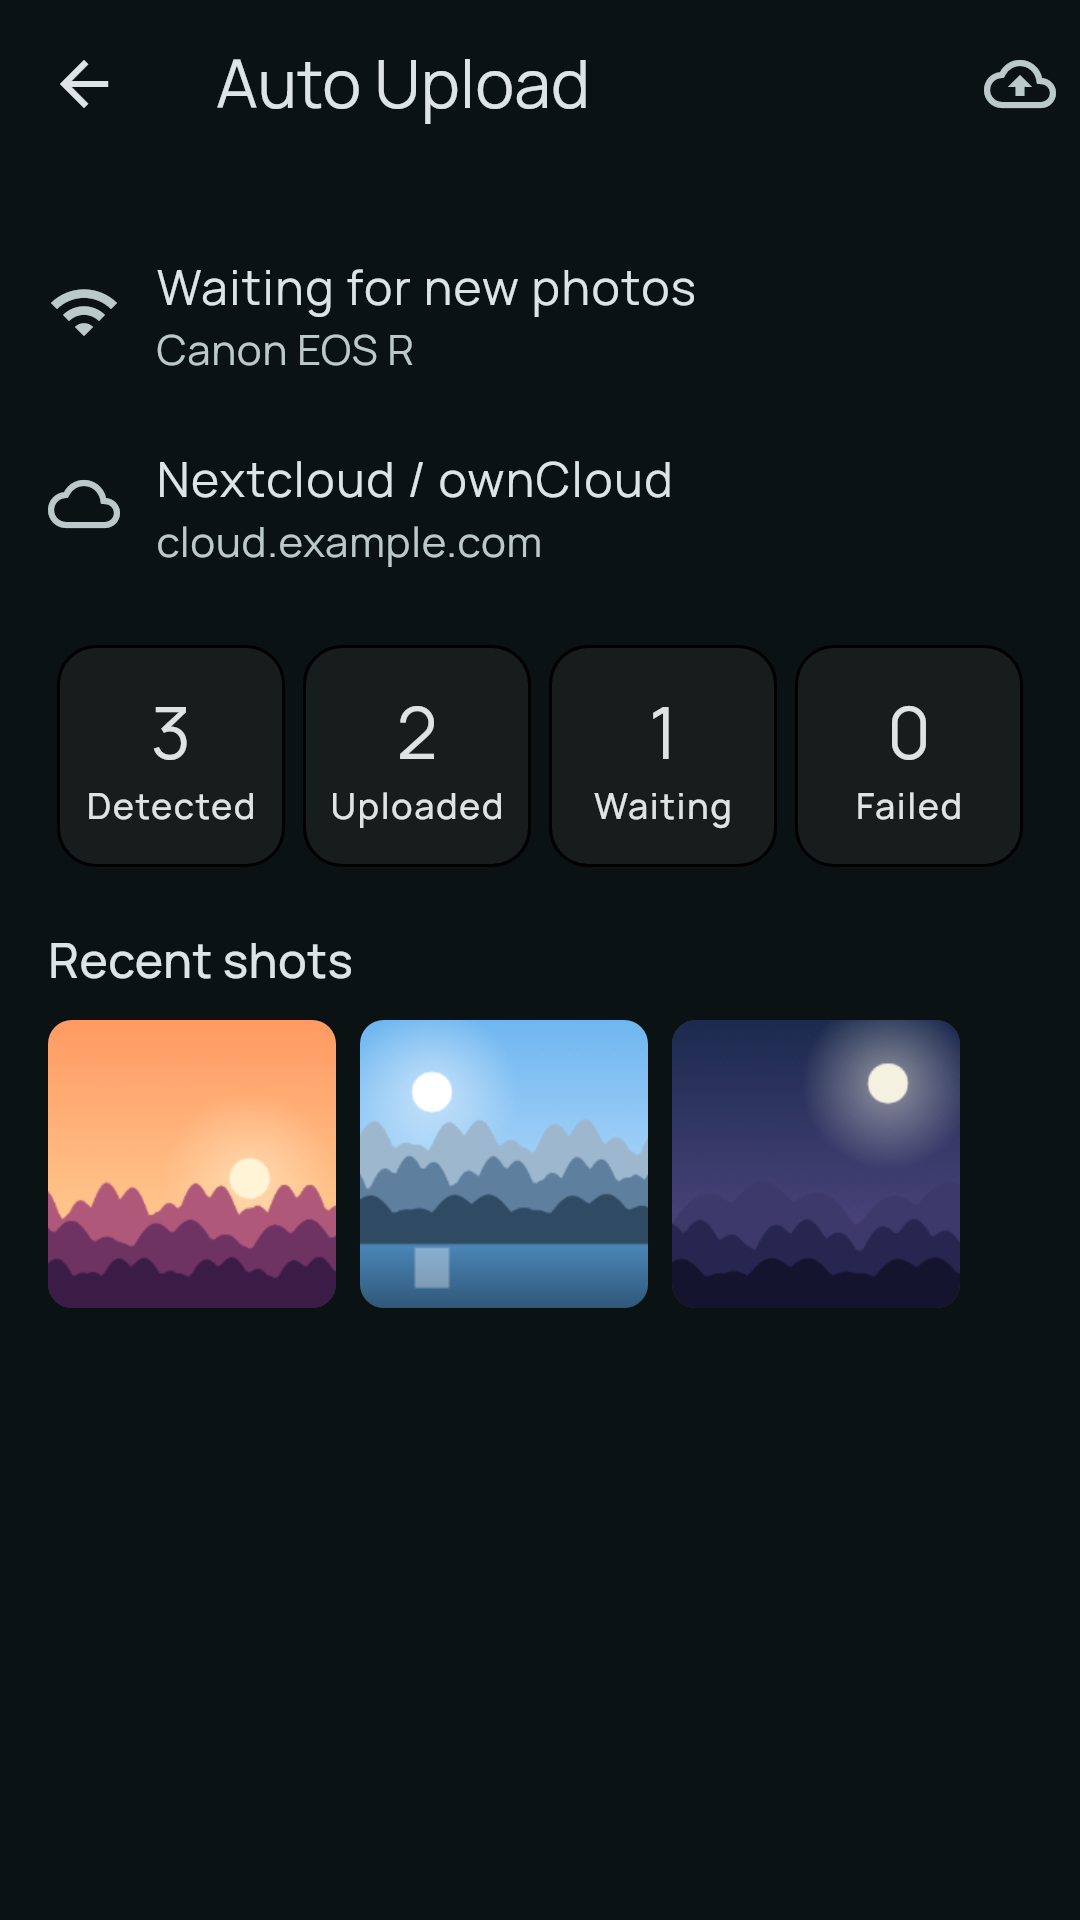 Auto Upload
Waiting for new photos
Canon EOS R
Nextcloud / ownCloud
cloud.example.com
3
Detected
2
Uploaded
1
Waiting
0
Failed
Recent shots